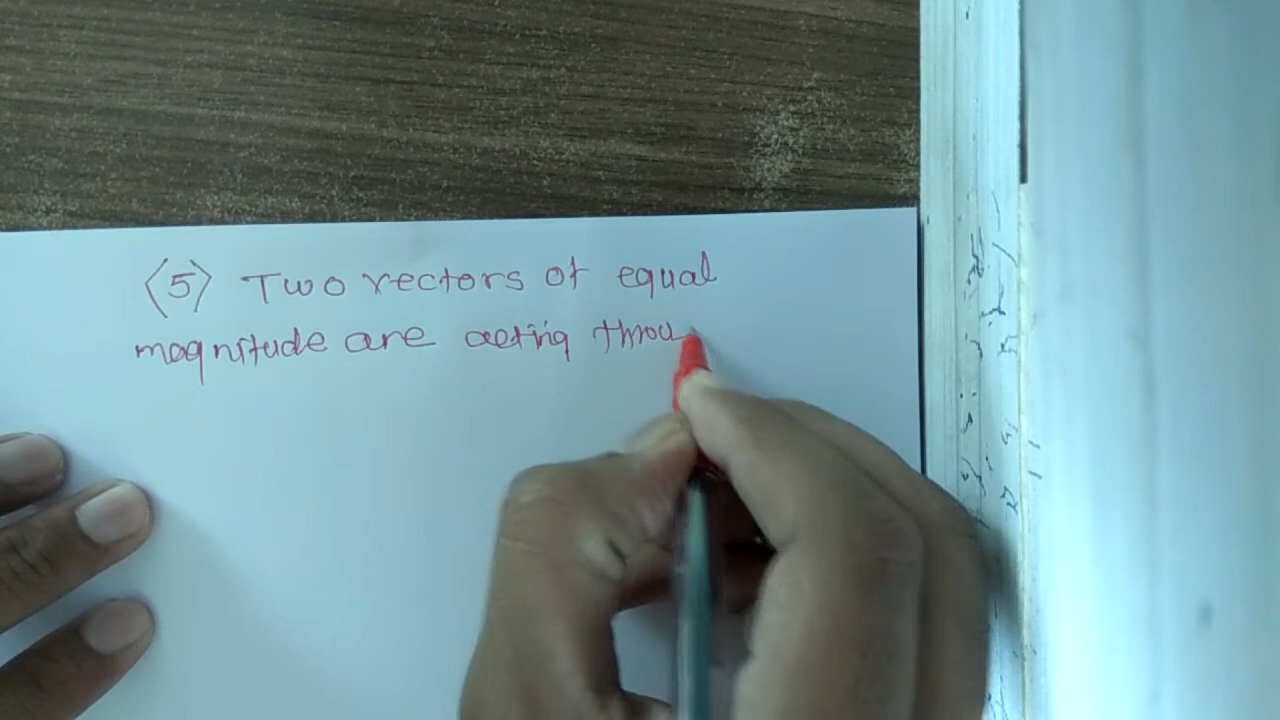 (5) Two vectors of equal
magnitude are acting throu